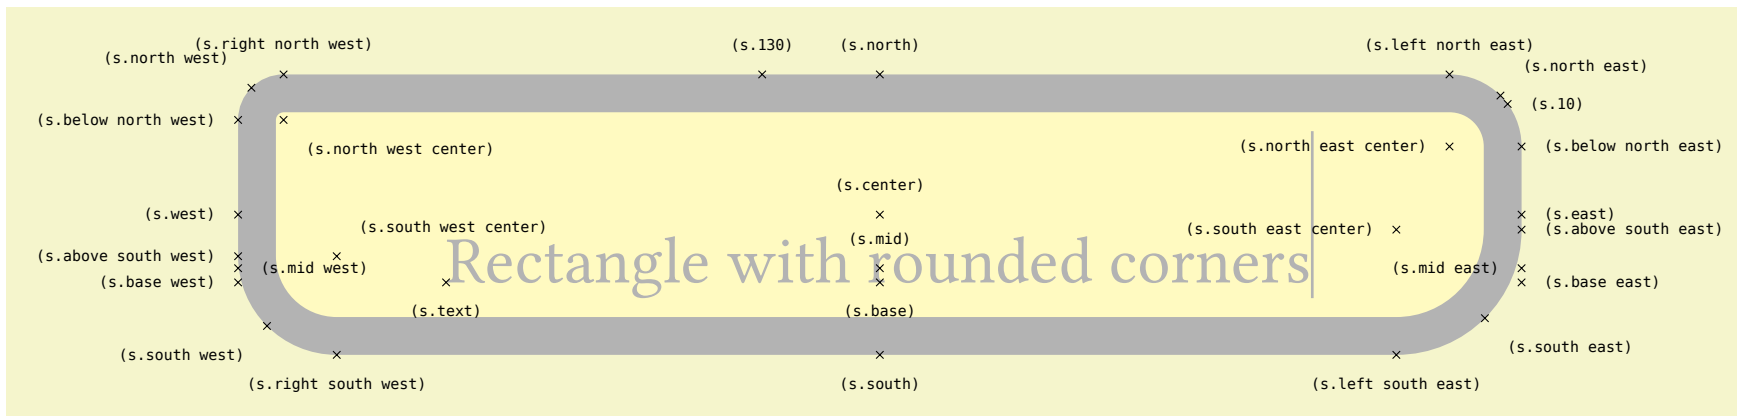 (s.right north west)
(s.130)
(s.north)
(s.left north east)
(s.north west)
(s.north east)
(s.10)
(s.below north west)
(s.north west center)
(s.north east center)
(s.below north east)
(s.center)
(s.west)
(s.east)
(s.south west center)
(s.south east center)
(s.above south east)
(s.mid)
(s.above south west)
Rectangle with rounded corners
(s.mid west)
(s.mid east)
(s.base west)
(s.base east)
(s.text)
(s.base)
(s.south west)
(s.south east)
(s.right south west)
(s.south)
(s.left south east)